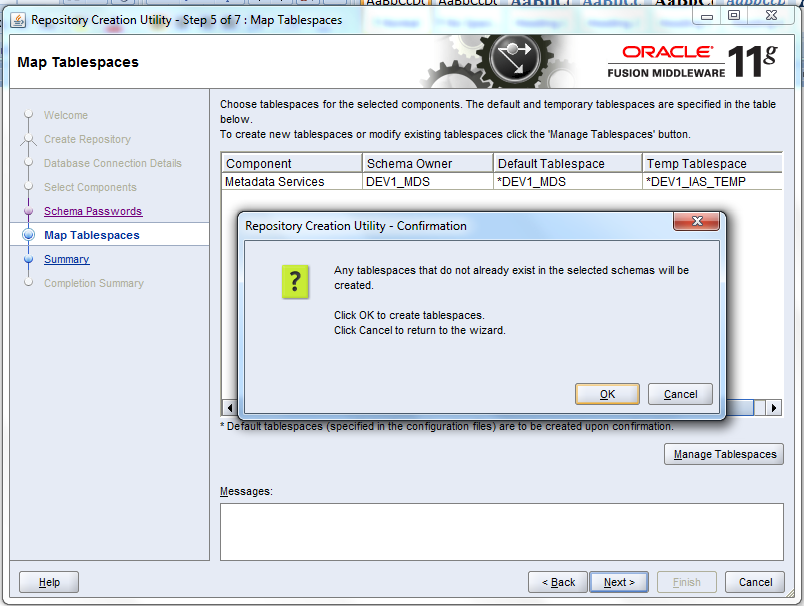 Repository Creation Utility - Step 5 of 7 : Map Tablespaces
Map Tablespaces
ORACLE
FUSION MIDDLEWARE 11g
Welcome
Create Repository
Database Connection Details
Select Components
Schema Passwords
Map Tablespaces
Summary
Completion Summary
Choose tablespaces for the selected components. The default and temporary tablespaces are specified in the table
below.
To create new tablespaces or modify existing tablespaces click the 'Manage Tablespaces' button.
Component Schema Owner Default Tablespace Temp Tablespace
Metadata Services DEV1_MDS *DEV1_MDS *DEV1_IAS_TEMP
Repository Creation Utility - Confirmation
?
Any tablespaces that do not already exist in the selected schemas will be
created.
Click OK to create tablespaces.
Click Cancel to return to the wizard.
OK Cancel
* Default tablespaces (specified in the configuration files) are to be created upon confirmation.
Manage Tablespaces
Messages:
Help < Back Next > Finish Cancel